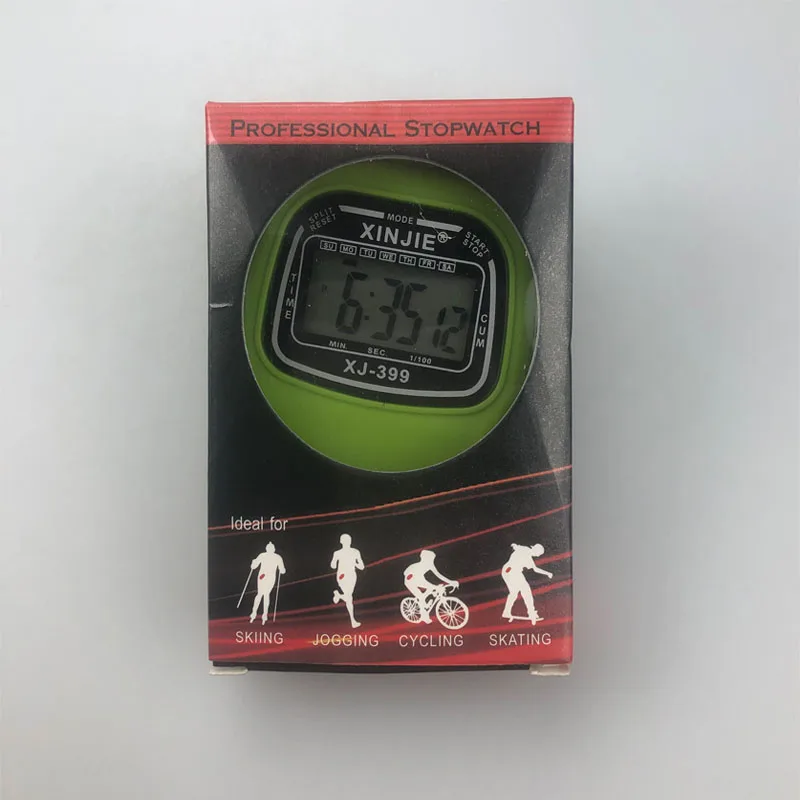 PROFESSIONAL STOPWATCH
SPLIT
RESET
MODE
START
STOP
XINJIE®
SU MO TU WE TH FR SA
TIME
6:35 12
CUM
MIN. SEC. 1/100
XJ-399
Ideal for
SKIING JOGGING CYCLING SKATING